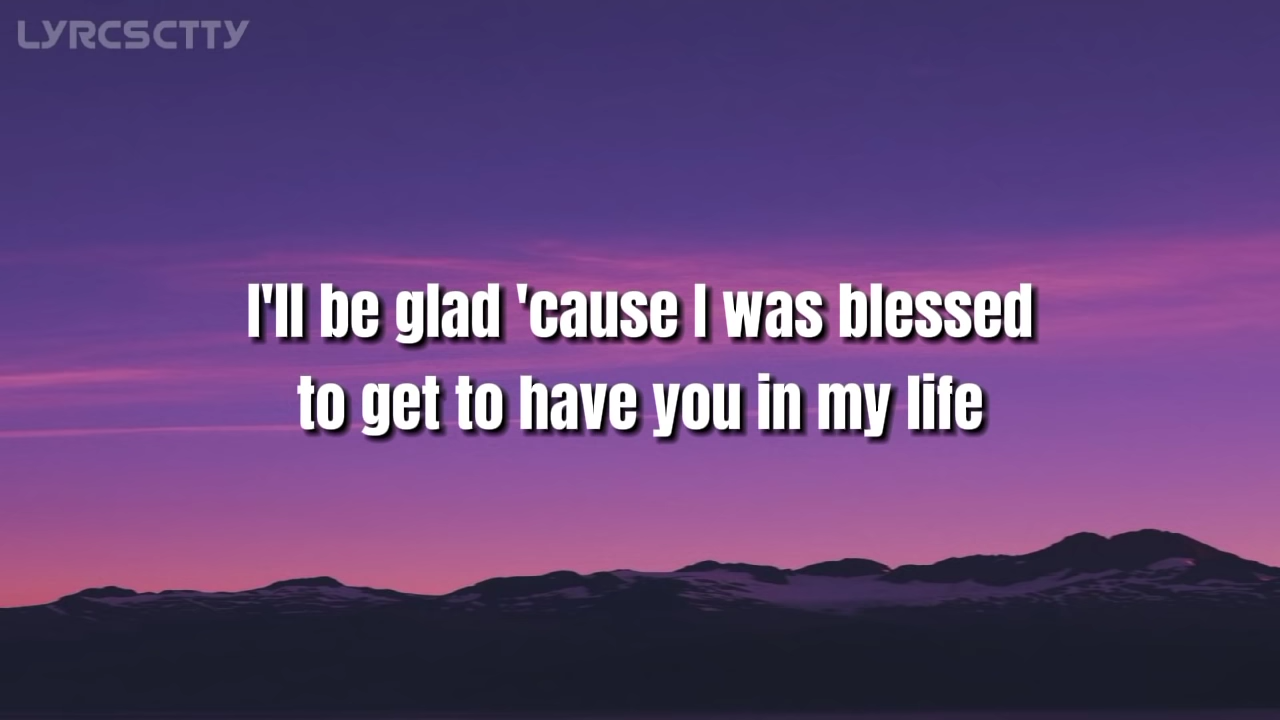 LYRCSCTTY
I'll be glad 'cause I was blessed
to get to have you in my life